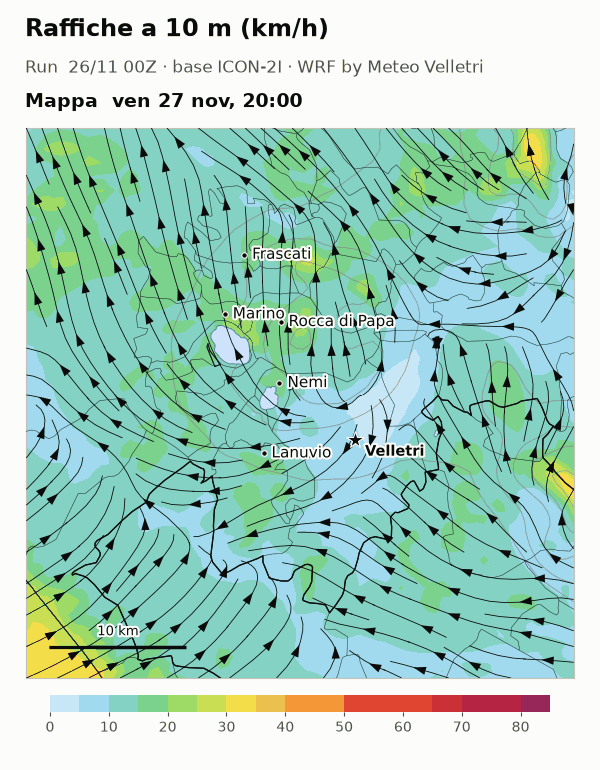 Raffiche a 10 m (km/h)
Run  26/11 00Z · base ICON-2I · WRF by Meteo Velletri
Mappa  ven 27 nov, 20:00
Frascati
Marino
Rocca di Papa
Nemi
Velletri
Lanuvio
10 km
0 10 20 30 40 50 60 70 80